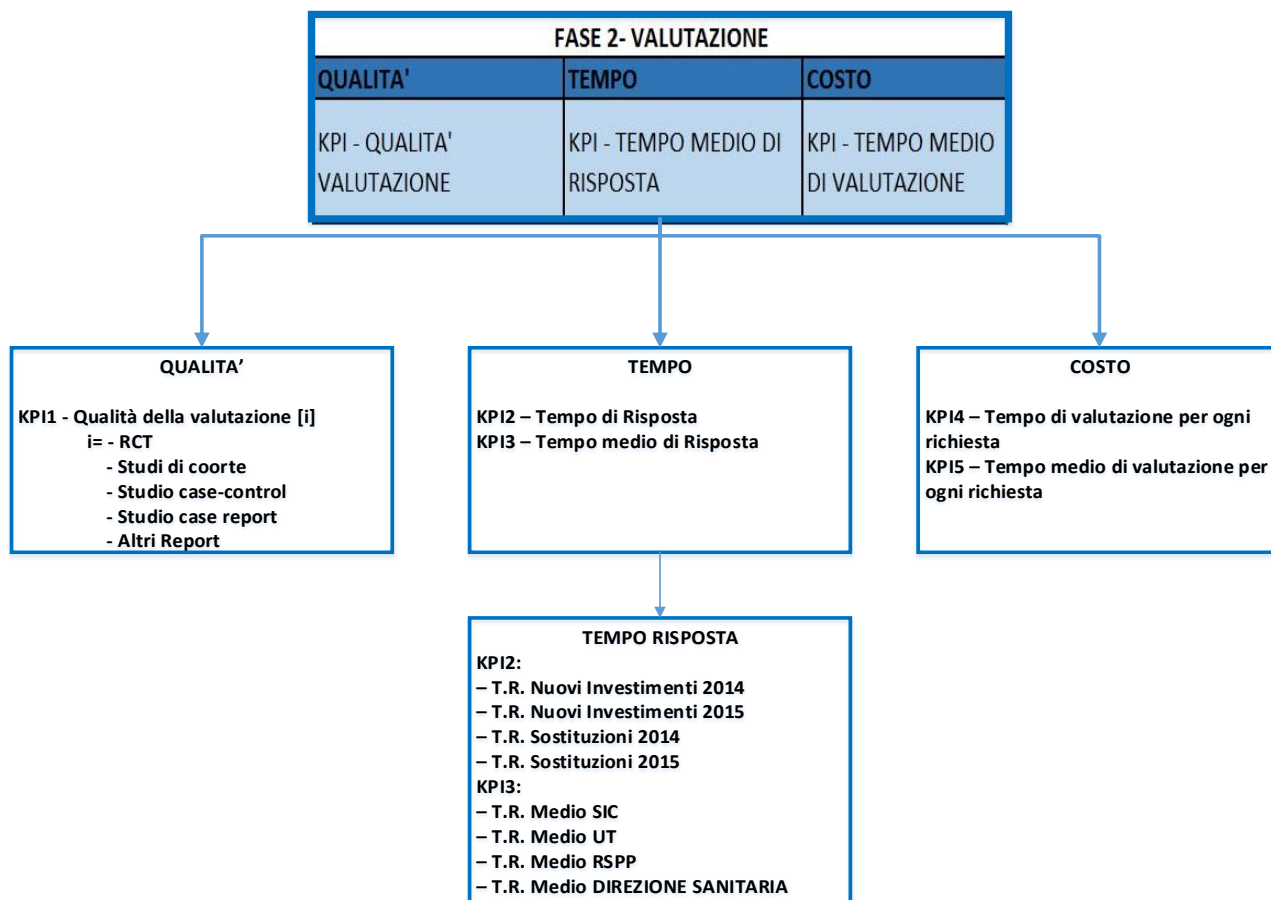 FASE 2- VALUTAZIONE
QUALITA' TEMPO COSTO
KPI - QUALITA'
VALUTAZIONE
KPI - TEMPO MEDIO DI
RISPOSTA
KPI - TEMPO MEDIO
DI VALUTAZIONE
QUALITA’
KPI1 - Qualità della valutazione [i]
i= - RCT
- Studi di coorte
- Studio case-control
- Studio case report
- Altri Report
TEMPO
KPI2 – Tempo di Risposta
KPI3 – Tempo medio di Risposta
COSTO
KPI4 – Tempo di valutazione per ogni
richiesta
KPI5 – Tempo medio di valutazione per
ogni richiesta
TEMPO RISPOSTA
KPI2:
– T.R. Nuovi Investimenti 2014
– T.R. Nuovi Investimenti 2015
– T.R. Sostituzioni 2014
– T.R. Sostituzioni 2015
KPI3:
– T.R. Medio SIC
– T.R. Medio UT
– T.R. Medio RSPP
– T.R. Medio DIREZIONE SANITARIA